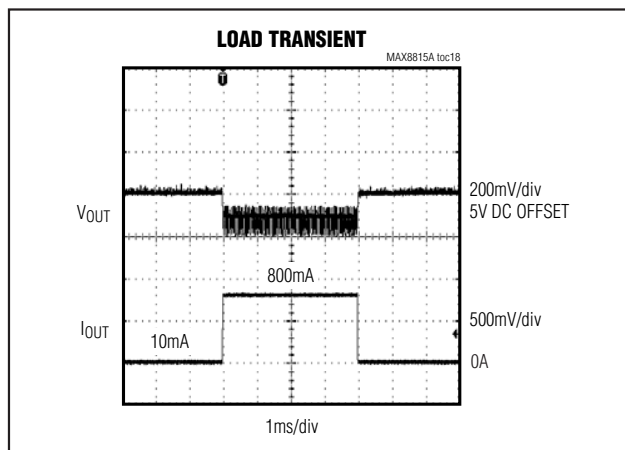 LOAD TRANSIENT
MAX8815A toc18
T
VOUT
200mV/div
5V DC OFFSET
800mA
IOUT
500mV/div
10mA
0A
1ms/div